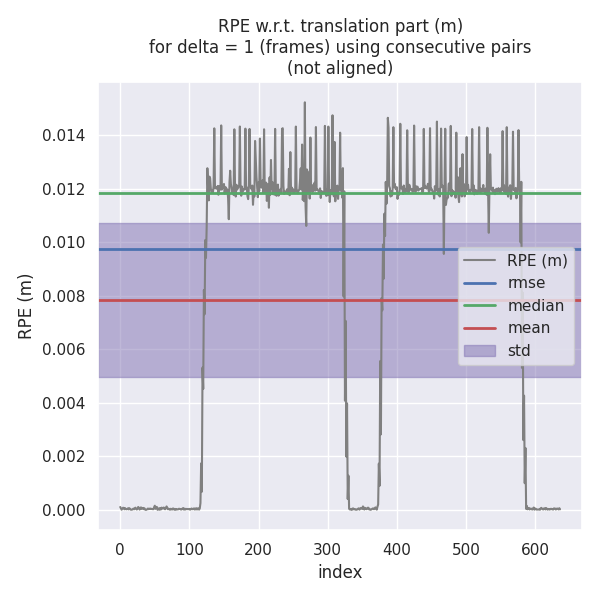 RPE w.r.t. translation part (m)
for delta = 1 (frames) using consecutive pairs
(not aligned)
0.014
0.012
0.010
0.008
0.006
0.004
0.002
0.000
RPE (m)
RPE (m)
rmse
median
mean
std
0 100 200 300 400 500 600
index